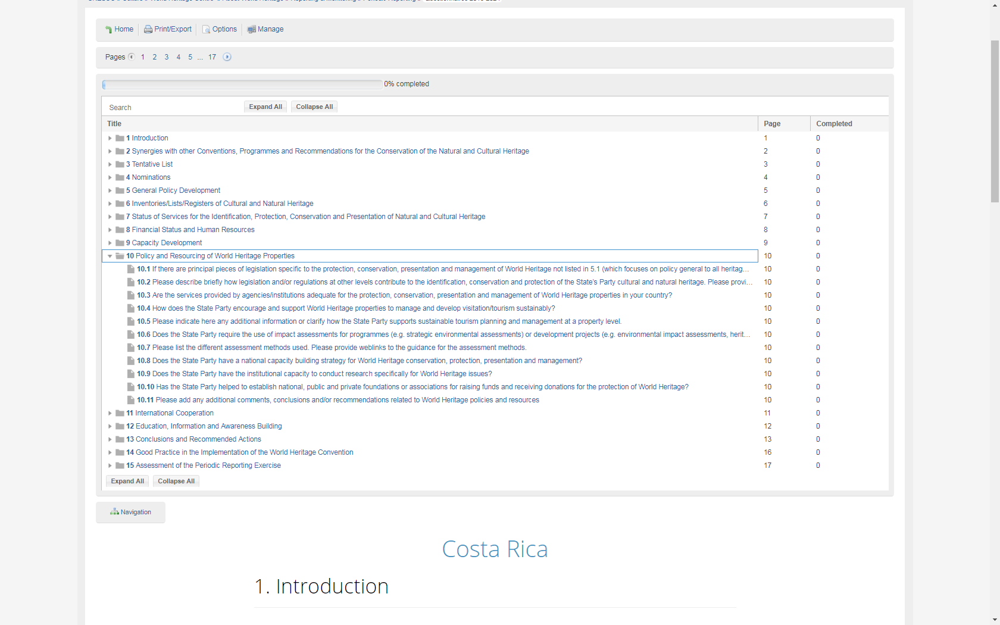 Home Print/Export Options Manage
Pages 1 2 3 4 5 ... 17
0% completed
Search Expand All Collapse All
Title Page Completed
1 Introduction 1 0
2 Synergies with other Conventions, Programmes and Recommendations for the Conservation of the Natural and Cultural Heritage 2 0
3 Tentative List 3 0
4 Nominations 4 0
5 General Policy Development 5 0
6 Inventories/Lists/Registers of Cultural and Natural Heritage 6 0
7 Status of Services for the Identification, Protection, Conservation and Presentation of Natural and Cultural Heritage 7 0
8 Financial Status and Human Resources 8 0
9 Capacity Development 9 0
10 Policy and Resourcing of World Heritage Properties 10 0
10.1 If there are principal pieces of legislation specific to the protection, conservation, presentation and management of World Heritage not listed in 5.1 (which focuses on policy general to all heritag... 10 0
10.2 Please describe briefly how legislation and/or regulations at other levels contribute to the identification, conservation and protection of the State's Party cultural and natural heritage. Please provi... 10 0
10.3 Are the services provided by agencies/institutions adequate for the protection, conservation, presentation and management of World Heritage properties in your country? 10 0
10.4 How does the State Party encourage and support World Heritage properties to manage and develop visitation/tourism sustainably? 10 0
10.5 Please indicate here any additional information or clarify how the State Party supports sustainable tourism planning and management at a property level. 10 0
10.6 Does the State Party require the use of impact assessments for programmes (e.g. strategic environmental assessments) or development projects (e.g. environmental impact assessments, herit... 10 0
10.7 Please list the different assessment methods used. Please provide weblinks to the guidance for the assessment methods. 10 0
10.8 Does the State Party have a national capacity building strategy for World Heritage conservation, protection, presentation and management? 10 0
10.9 Does the State Party have the institutional capacity to conduct research specifically for World Heritage issues? 10 0
10.10 Has the State Party helped to establish national, public and private foundations or associations for raising funds and receiving donations for the protection of World Heritage? 10 0
10.11 Please add any additional comments, conclusions and/or recommendations related to World Heritage policies and resources 10 0
11 International Cooperation 11 0
12 Education, Information and Awareness Building 12 0
13 Conclusions and Recommended Actions 13 0
14 Good Practice in the Implementation of the World Heritage Convention 16 0
15 Assessment of the Periodic Reporting Exercise 17 0
Expand All Collapse All
Navigation
Costa Rica
1. Introduction